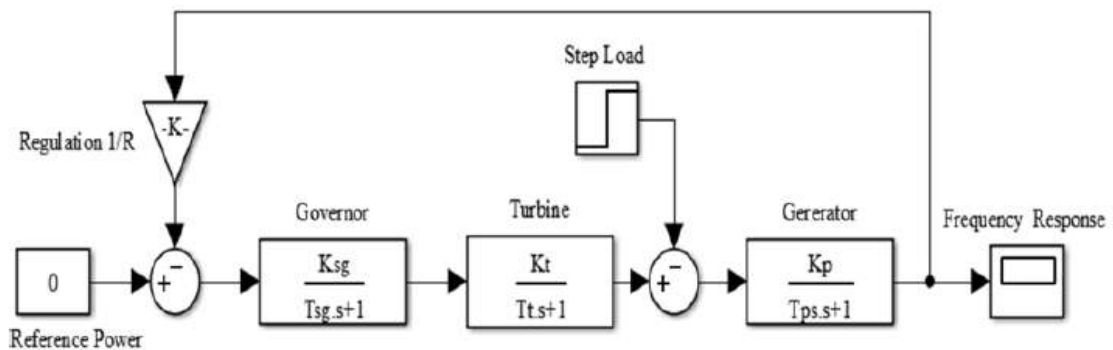 Step Load
-K-
Regulation 1/R
Governor
Turbine
Gererator
Frequency Response
0
+
−
Ksg
Tsg.s+1
Kt
Tt.s+1
+
−
Kp
Tps.s+1
Reference Power